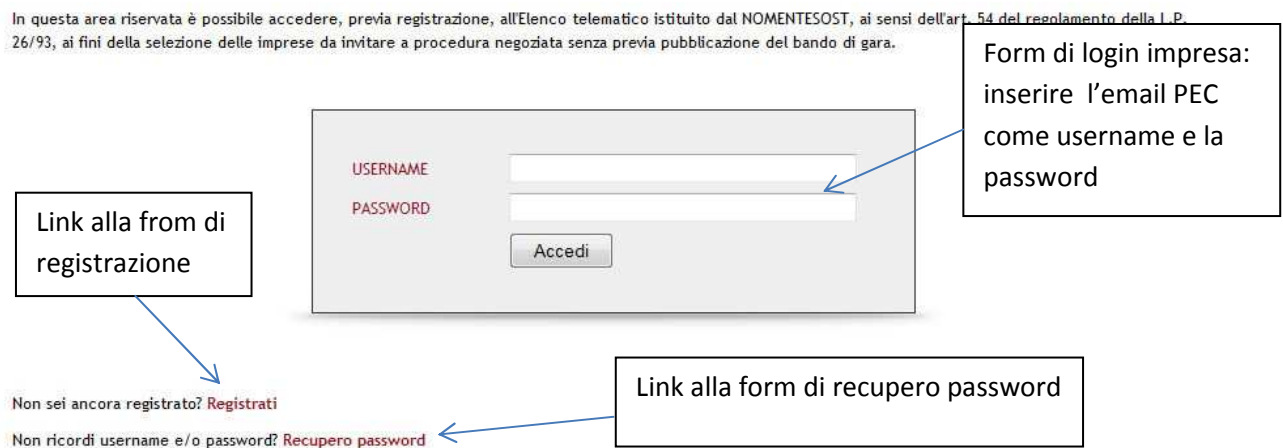 In questa area riservata è possibile accedere, previa registrazione, all'Elenco telematico istituito dal NOMENTESOST, ai sensi dell'art. 54 del regolamento della L.P.
26/93, ai fini della selezione delle imprese da invitare a procedura negoziata senza previa pubblicazione del bando di gara.
Form di login impresa:
inserire l'email PEC
come username e la
password
USERNAME
PASSWORD
Accedi
Link alla from di
registrazione
Link alla form di recupero password
Non sei ancora registrato? Registrati
Non ricordi username e/o password? Recupero password